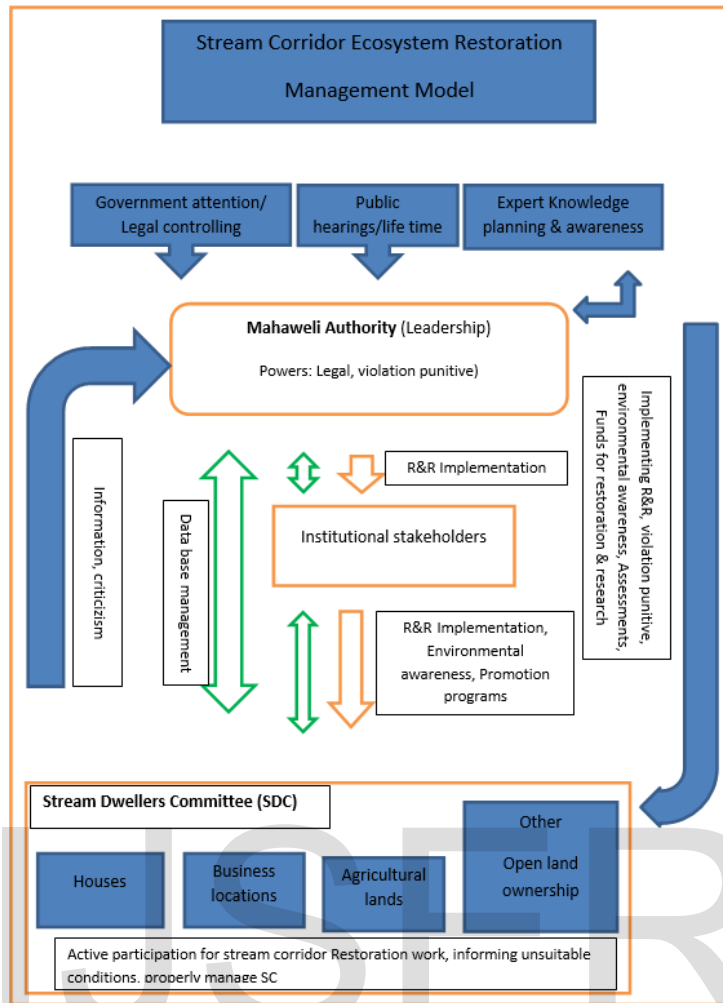 Stream Corridor Ecosystem Restoration
Management Model
Government attention/
Legal controlling
Public
hearings/life time
Expert Knowledge
planning & awareness
Mahaweli Authority (Leadership)
Powers: Legal, violation punitive)
R&R Implementation
Institutional stakeholders
Information, criticizism
Data base management
R&R Implementation,
Environmental
awareness, Promotion
programs
Implementing R&R, violation punitive,
environmental awareness, Assessments,
Funds for restoration & research
Stream Dwellers Committee (SDC)
Houses
Business
locations
Agricultural
lands
Other
Open land
ownership
Active participation for stream corridor Restoration work, informing unsuitable
conditions, properly manage SC
IJSER